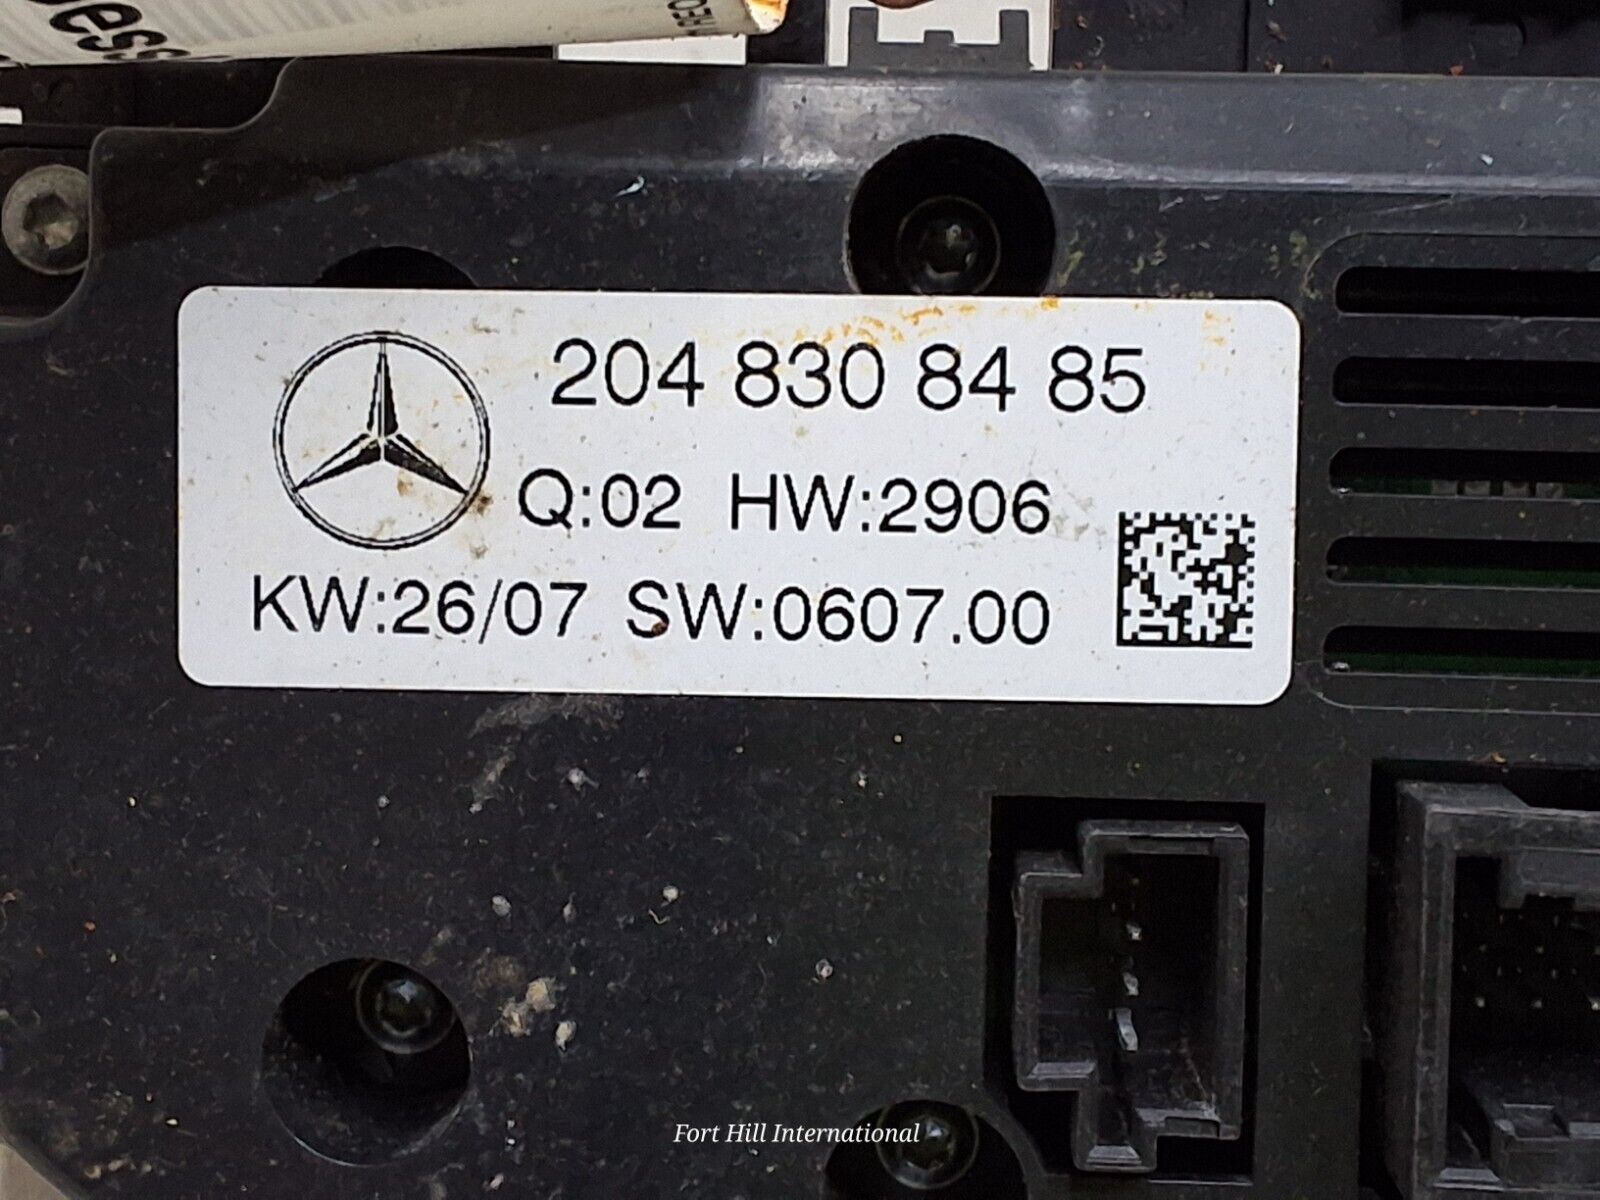 204 830 84 85
Q:02 HW:2906
KW:26/07 SW:0607.00
Fort Hill International